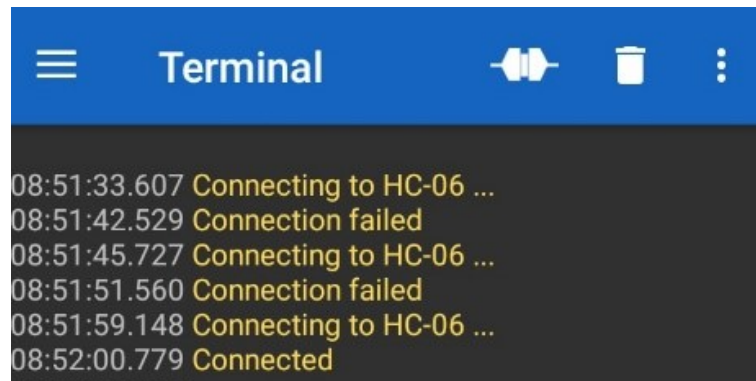 Terminal
08:51:33.607 Connecting to HC-06 ...
08:51:42.529 Connection failed
08:51:45.727 Connecting to HC-06 ...
08:51:51.560 Connection failed
08:51:59.148 Connecting to HC-06 ...
08:52:00.779 Connected